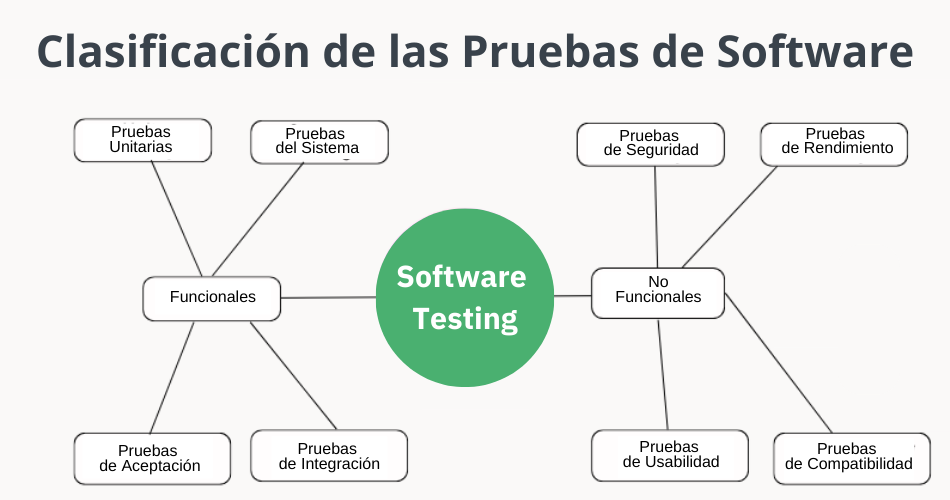 Clasificación de las Pruebas de Software
Pruebas
Unitarias
Pruebas
del Sistema
Pruebas
de Seguridad
Pruebas
de Rendimiento
Funcionales
Software
Testing
No
Funcionales
Pruebas
de Aceptación
Pruebas
de Integración
Pruebas
de Usabilidad
Pruebas
de Compatibilidad